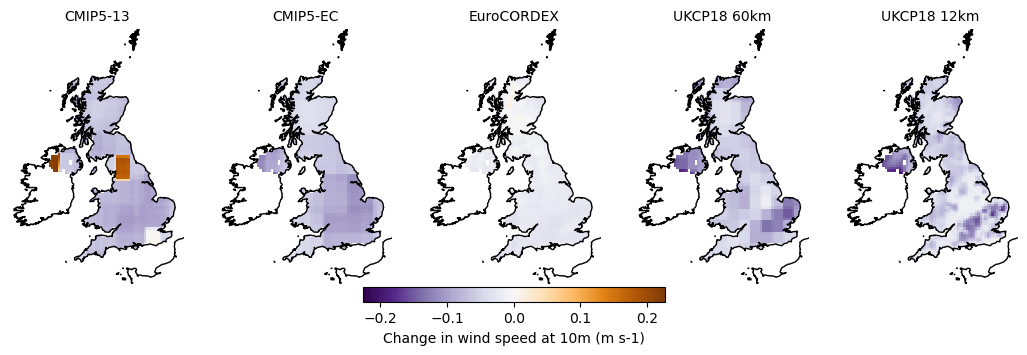 CMIP5-13 CMIP5-EC EuroCORDEX UKCP18 60km UKCP18 12km
−0.2 −0.1 0.0 0.1 0.2
Change in wind speed at 10m (m s-1)